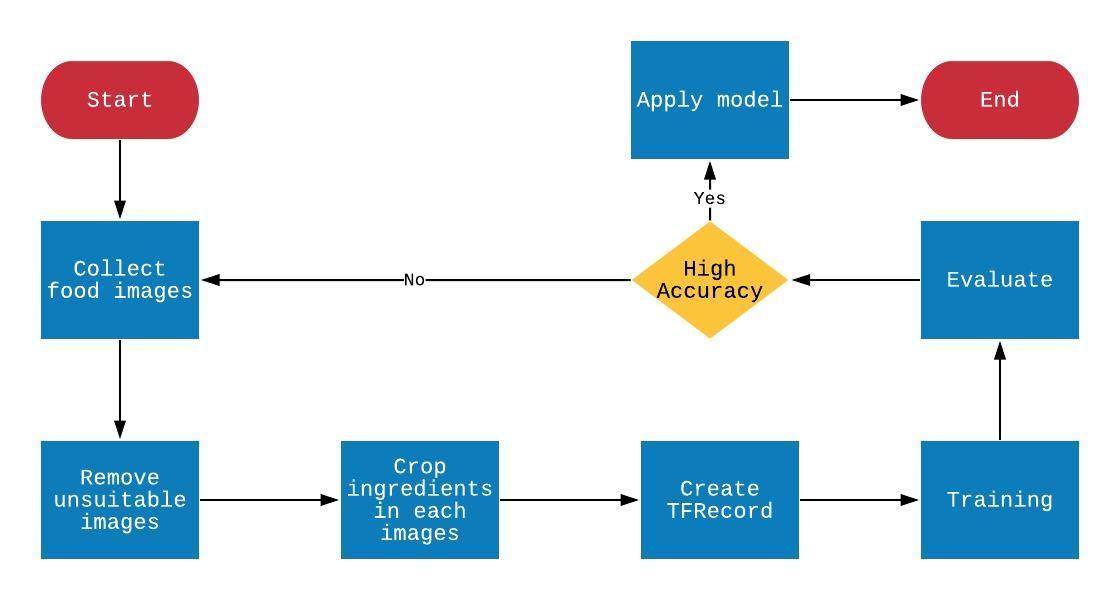 Start
Apply model
End
Yes
Collect
food images
No
High
Accuracy
Evaluate
Remove
unsuitable
images
Crop
ingredients
in each
images
Create
TFRecord
Training